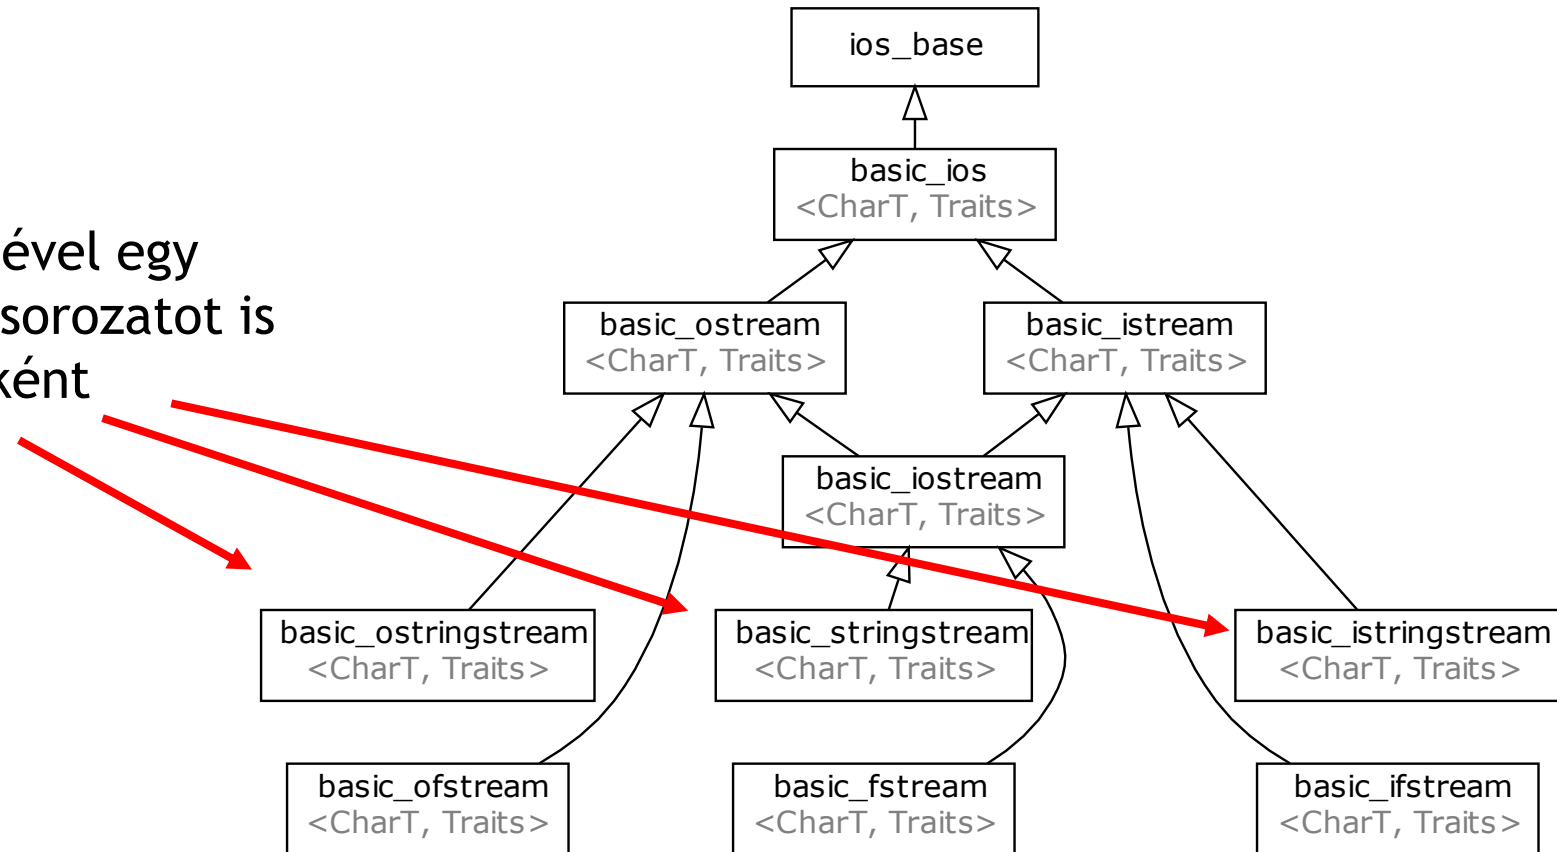 ios_base
basic_ios
<CharT, Traits>
ével egy
sorozatot is
ként
basic_ostream
<CharT, Traits>
basic_istream
<CharT, Traits>
basic_iostream
<CharT, Traits>
basic_ostringstream
<CharT, Traits>
basic_stringstream
<CharT, Traits>
basic_istringstream
<CharT, Traits>
basic_ofstream
<CharT, Traits>
basic_fstream
<CharT, Traits>
basic_ifstream
<CharT, Traits>